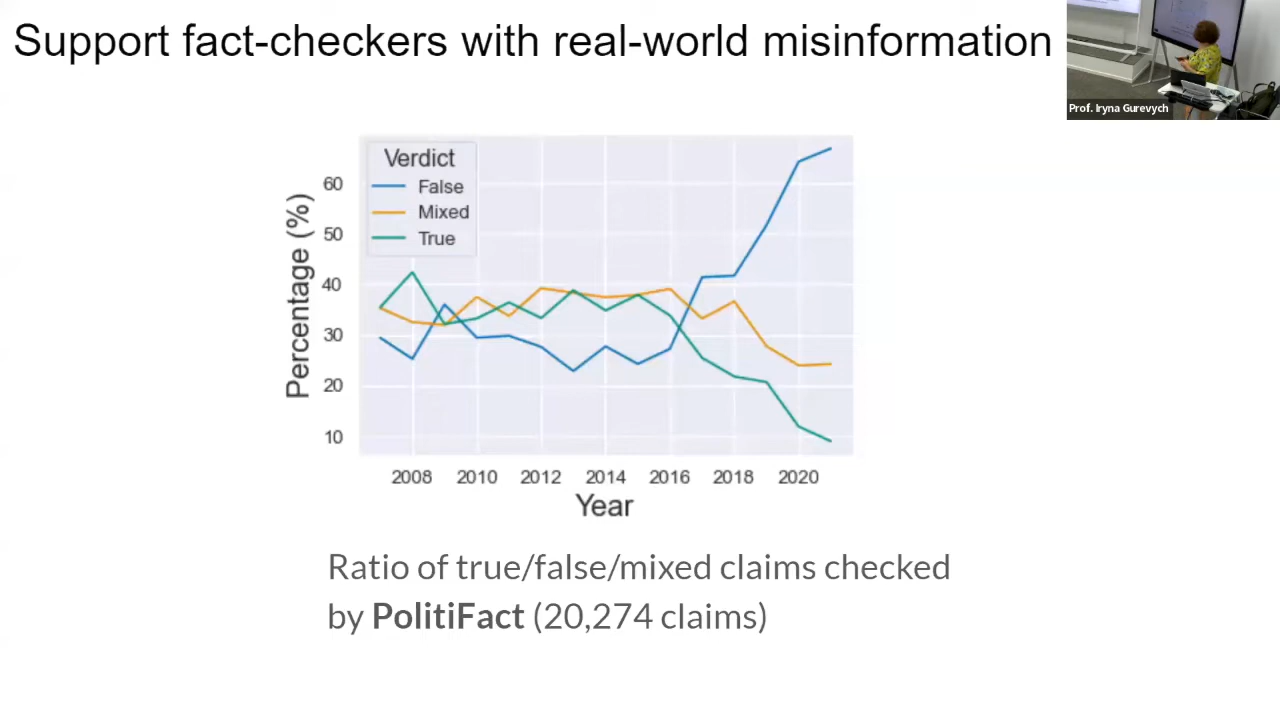 Support fact-checkers with real-world misinformation
Prof. Iryna Gurevych
Verdict
False
Mixed
True
Percentage (%)
60
50
40
30
20
10
2008 2010 2012 2014 2016 2018 2020
Year
Ratio of true/false/mixed claims checked
by PolitiFact (20,274 claims)